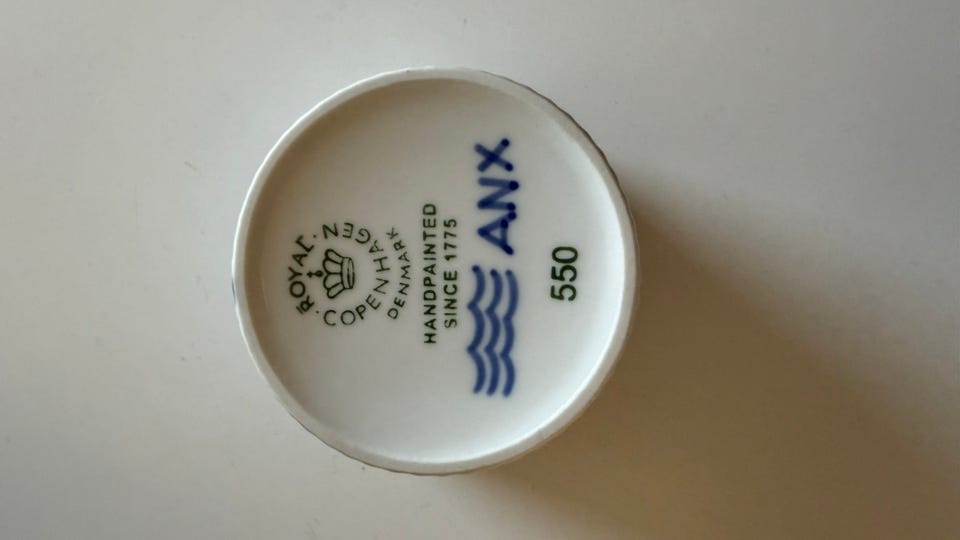 ROYAL
COPENHAGEN
DENMARK
HANDPAINTED
SINCE 1775
ANX
550